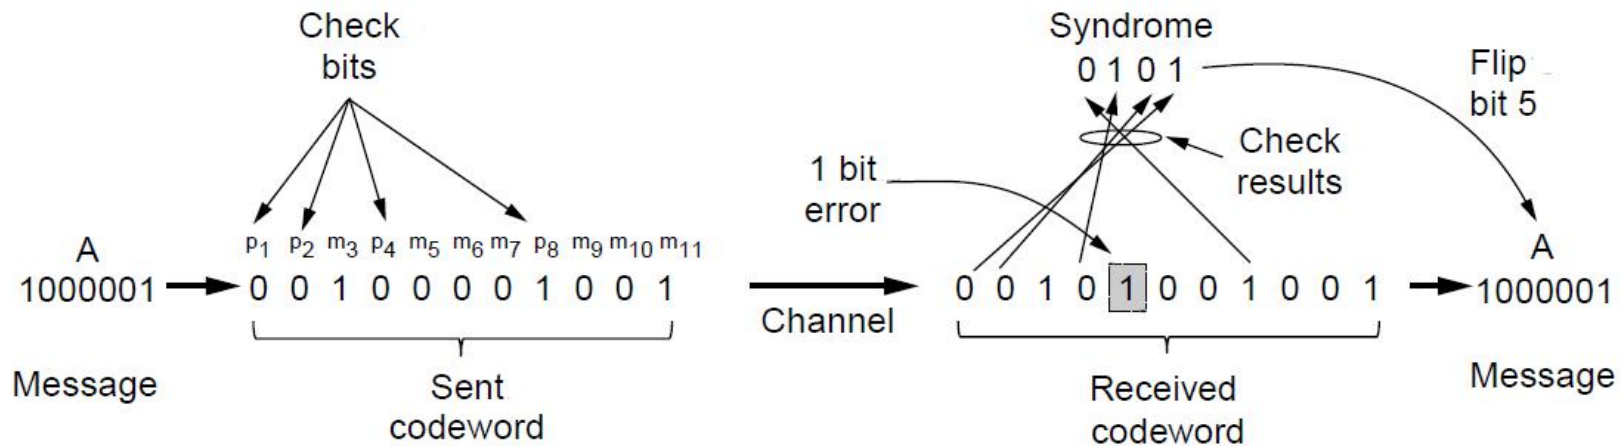 Check
bits
Syndrome
0 1 0 1
Flip
bit 5
Check
results
1 bit
error
A
p1 p2 m3 p4 m5 m6 m7 p8 m9 m10 m11
A
1000001
0 0 1 0 0 0 0 1 0 0 1
0 0 1 0 1 0 0 1 0 0 1
1000001
Channel
Message
Sent
codeword
Received
codeword
Message